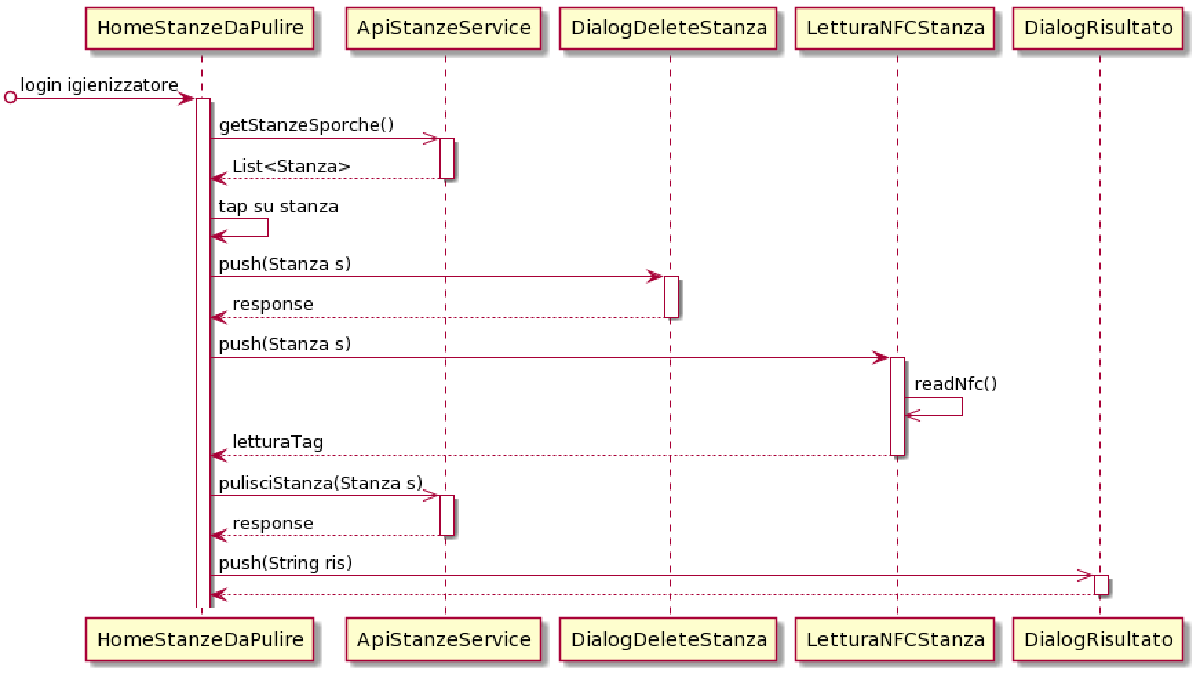 HomeStanzeDaPulire
ApiStanzeService
DialogDeleteStanza
LetturaNFCStanza
DialogRisultato
login igienizzatore
getStanzeSporche()
List<Stanza>
tap su stanza
push(Stanza s)
response
push(Stanza s)
readNfc()
letturaTag
pulisciStanza(Stanza s)
response
push(String ris)
HomeStanzeDaPulire
ApiStanzeService
DialogDeleteStanza
LetturaNFCStanza
DialogRisultato